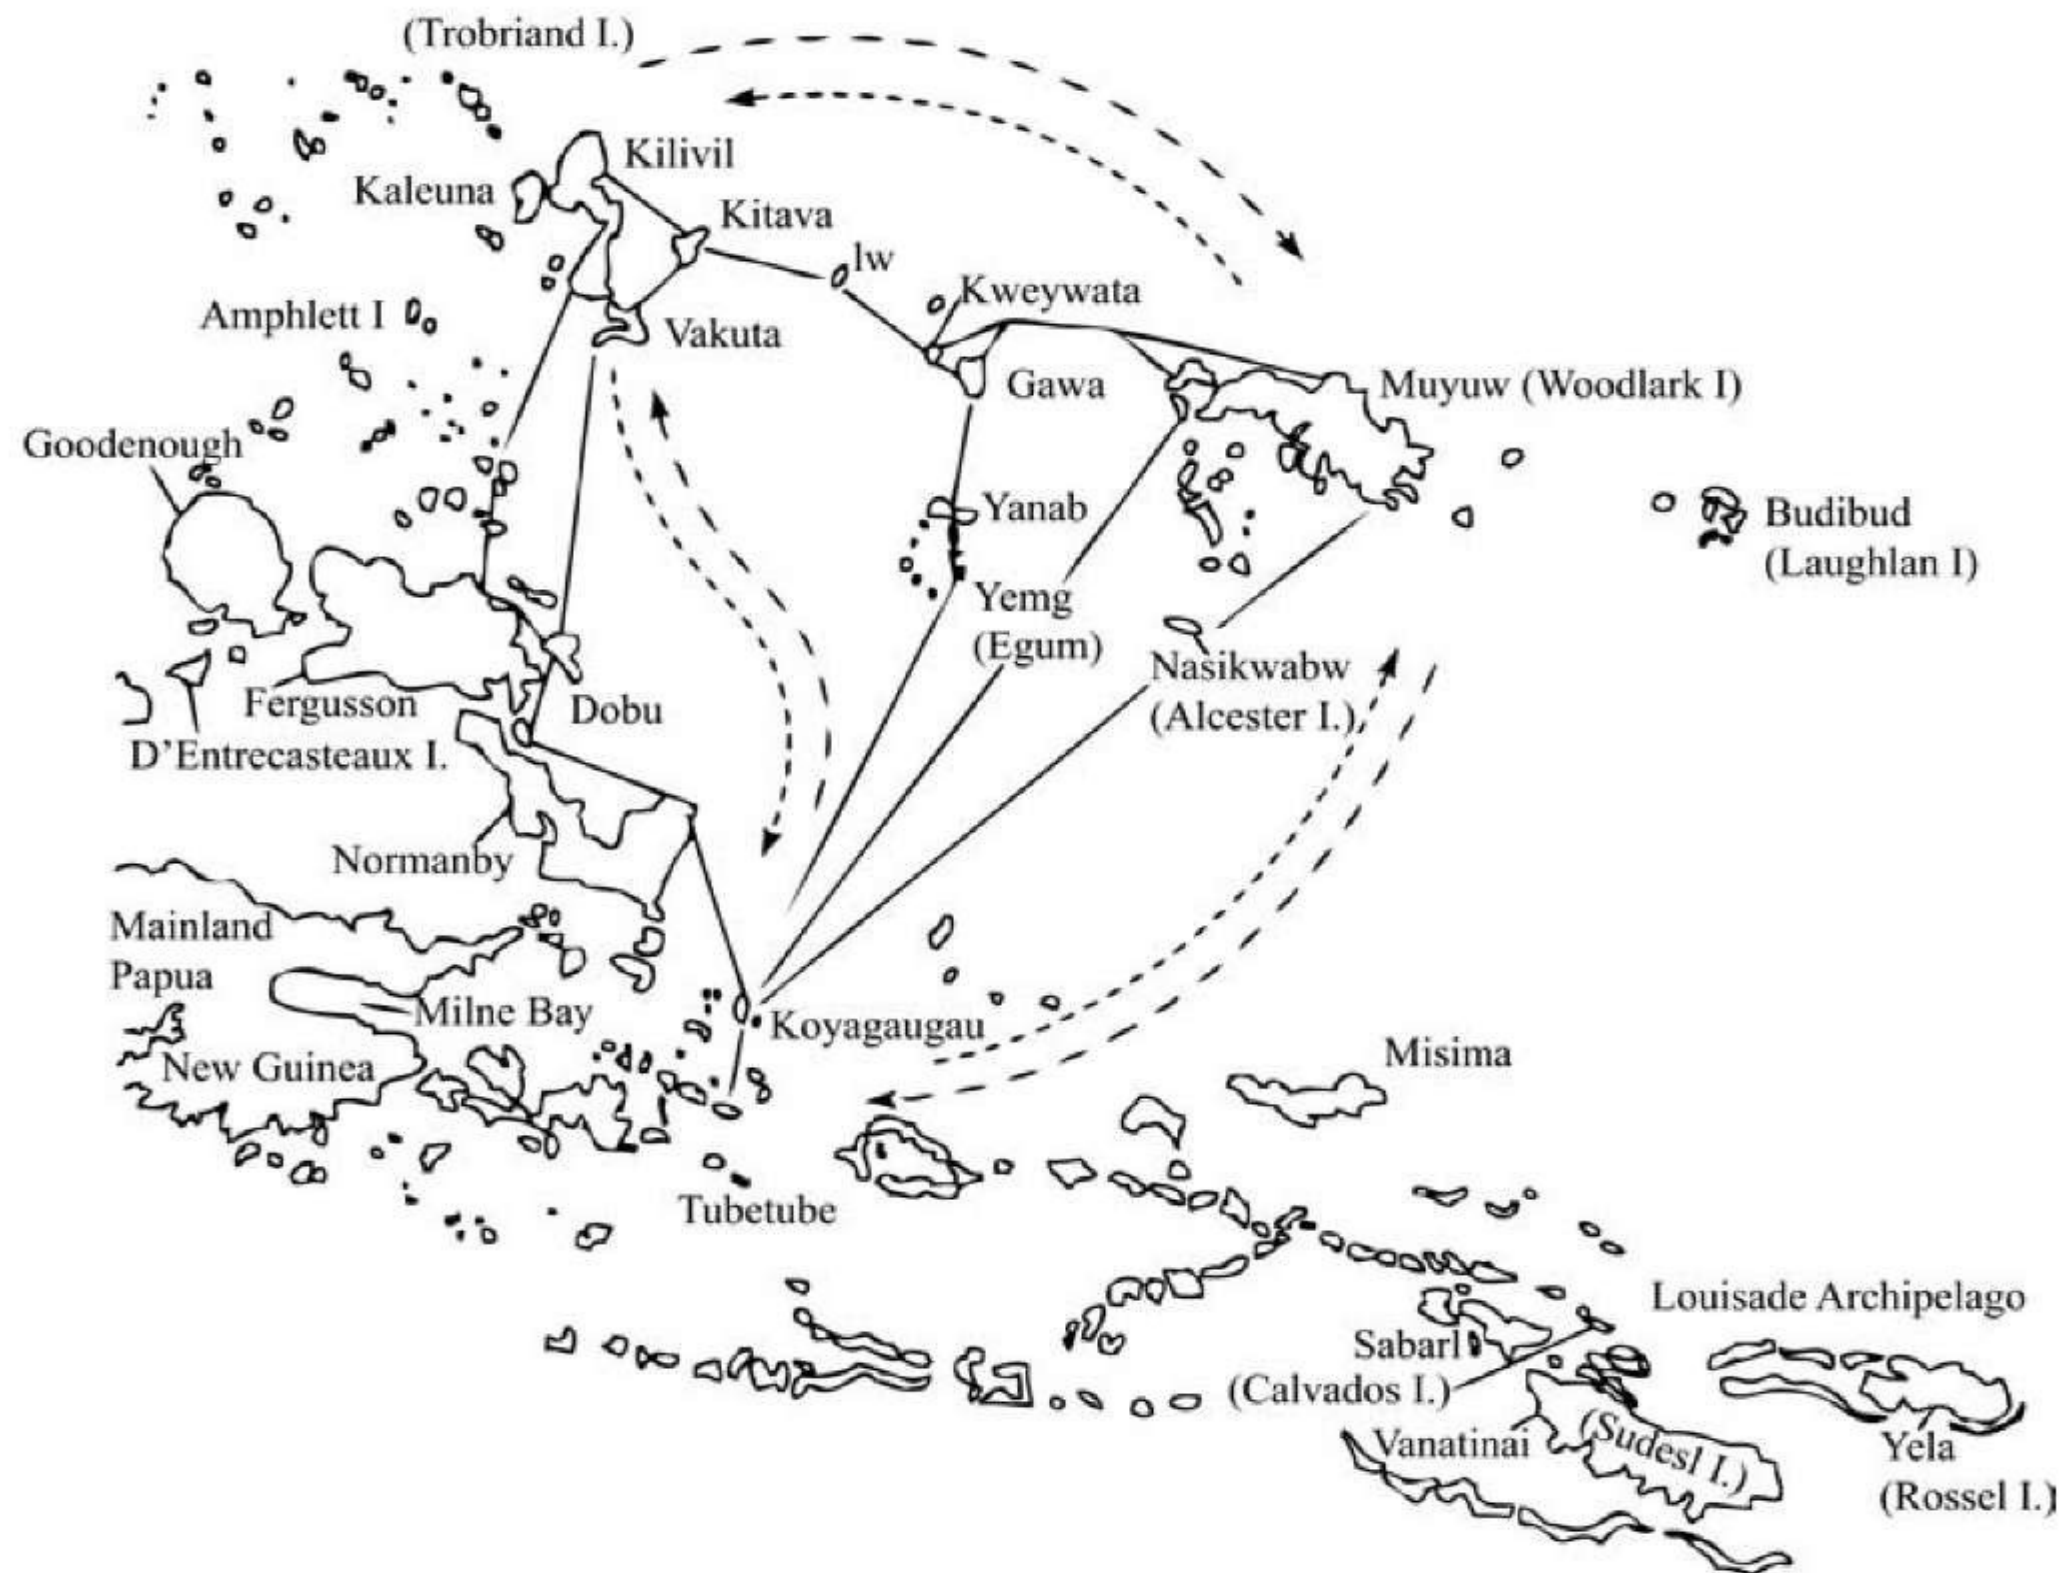 (Trobriand I.)
Kilivil
Kaleuna
Kitava
lw
Kweywata
Amphlett I
Vakuta
Gawa
Muyuw (Woodlark I)
Goodenough
Yanab
Budibud
(Laughlan I)
Yemg
(Egum)
Nasikwabw
(Alcester I.)
Fergusson
Dobu
D’Entrecasteaux I.
Normanby
Mainland
Papua
Milne Bay
Koyagaugau
New Guinea
Misima
Tubetube
Louisade Archipelago
Sabarl
(Calvados I.)
Vanatinai
(Sudesl I.)
Yela
(Rossel I.)